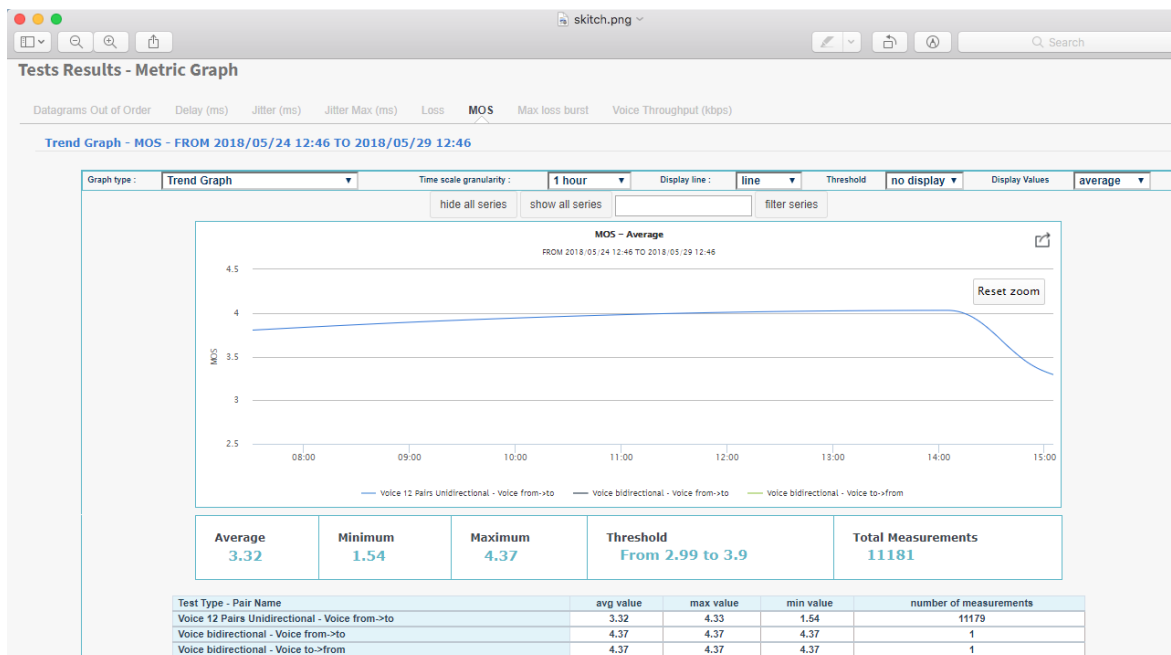 skitch.png
Search
Tests Results - Metric Graph
Datagrams Out of Order Delay (ms) Jitter (ms) Jitter Max (ms) Loss MOS Max loss burst Voice Throughput (kbps)
Trend Graph - MOS - FROM 2018/05/24 12:46 TO 2018/05/29 12:46
Graph type : Trend Graph Time scale granularity : 1 hour Display line : line Threshold no display Display Values average
hide all series show all series filter series
MOS – Average
FROM 2018/05/24 12:46 TO 2018/05/29 12:46
Reset zoom
4.5
4
3.5
3
2.5
MOS
08:00 09:00 10:00 11:00 12:00 13:00 14:00 15:00
Voice 12 Pairs Unidirectional - Voice from->to Voice bidirectional - Voice from->to Voice bidirectional - Voice to->from
Average Minimum Maximum Threshold Total Measurements
3.32 1.54 4.37 From 2.99 to 3.9 11181
Test Type - Pair Name avg value max value min value number of measurements
Voice 12 Pairs Unidirectional - Voice from->to 3.32 4.33 1.54 11179
Voice bidirectional - Voice from->to 4.37 4.37 4.37 1
Voice bidirectional - Voice to->from 4.37 4.37 4.37 1